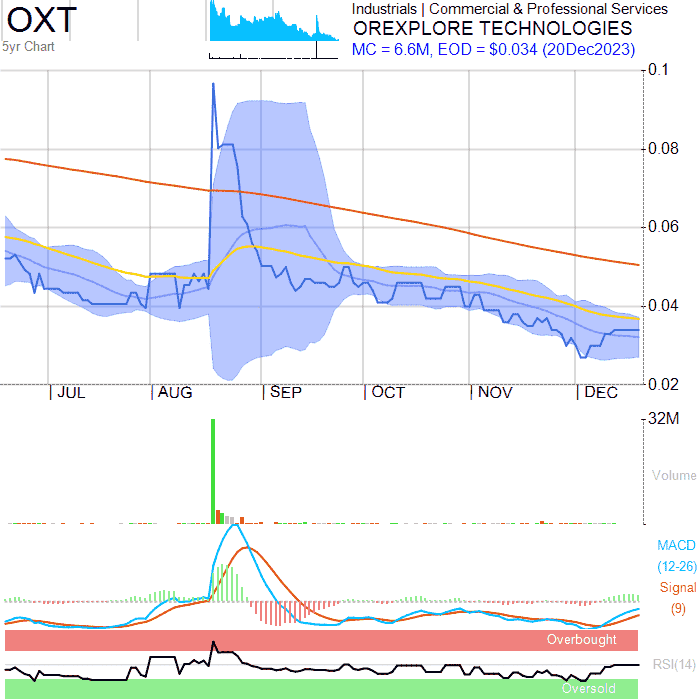 OXT
5yr Chart
Industrials | Commercial & Professional Services
OREXPLORE TECHNOLOGIES
MC = 6.6M, EOD = $0.034 (20Dec2023)
0.1
0.08
0.06
0.04
0.02
JUL AUG SEP OCT NOV DEC
32M
Volume
MACD
(12-26)
Signal
(9)
Overbought
RSI(14)
Oversold